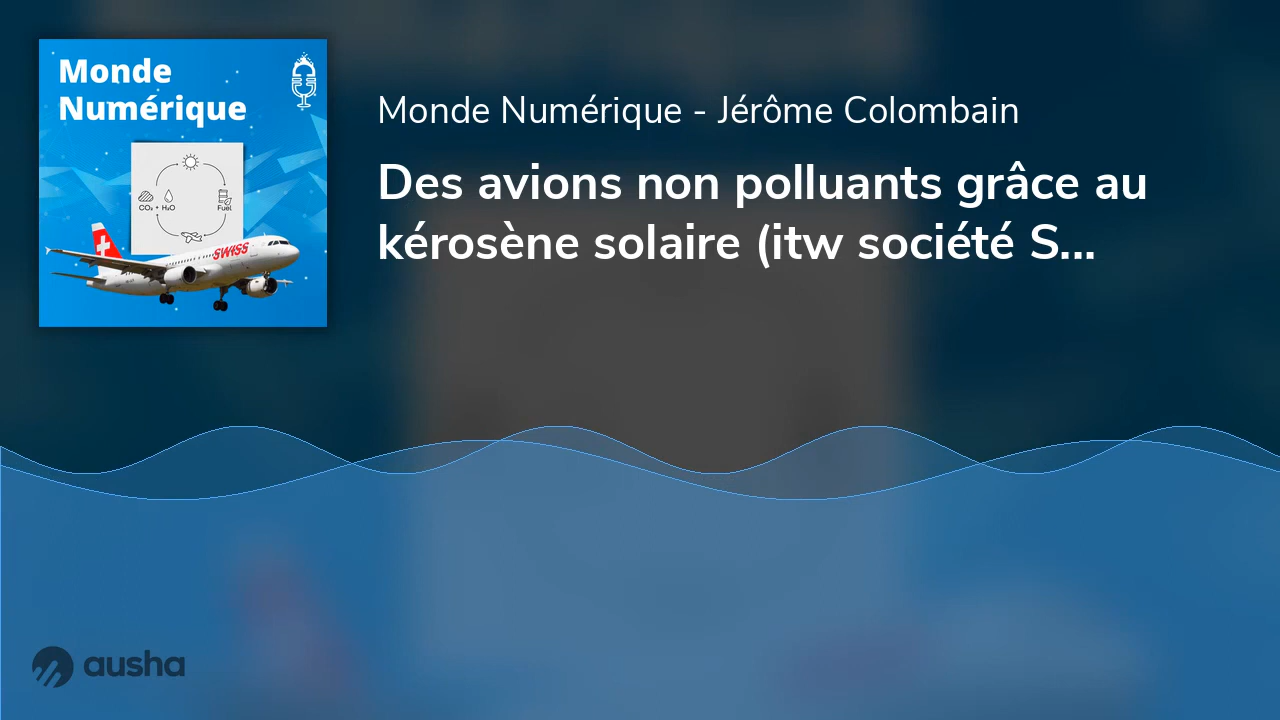 Monde
Numérique
CO₂ + H₂O
Fuel
SWISS
Monde Numérique - Jérôme Colombain
Des avions non polluants grâce au
kérosène solaire (itw société S...
ausha